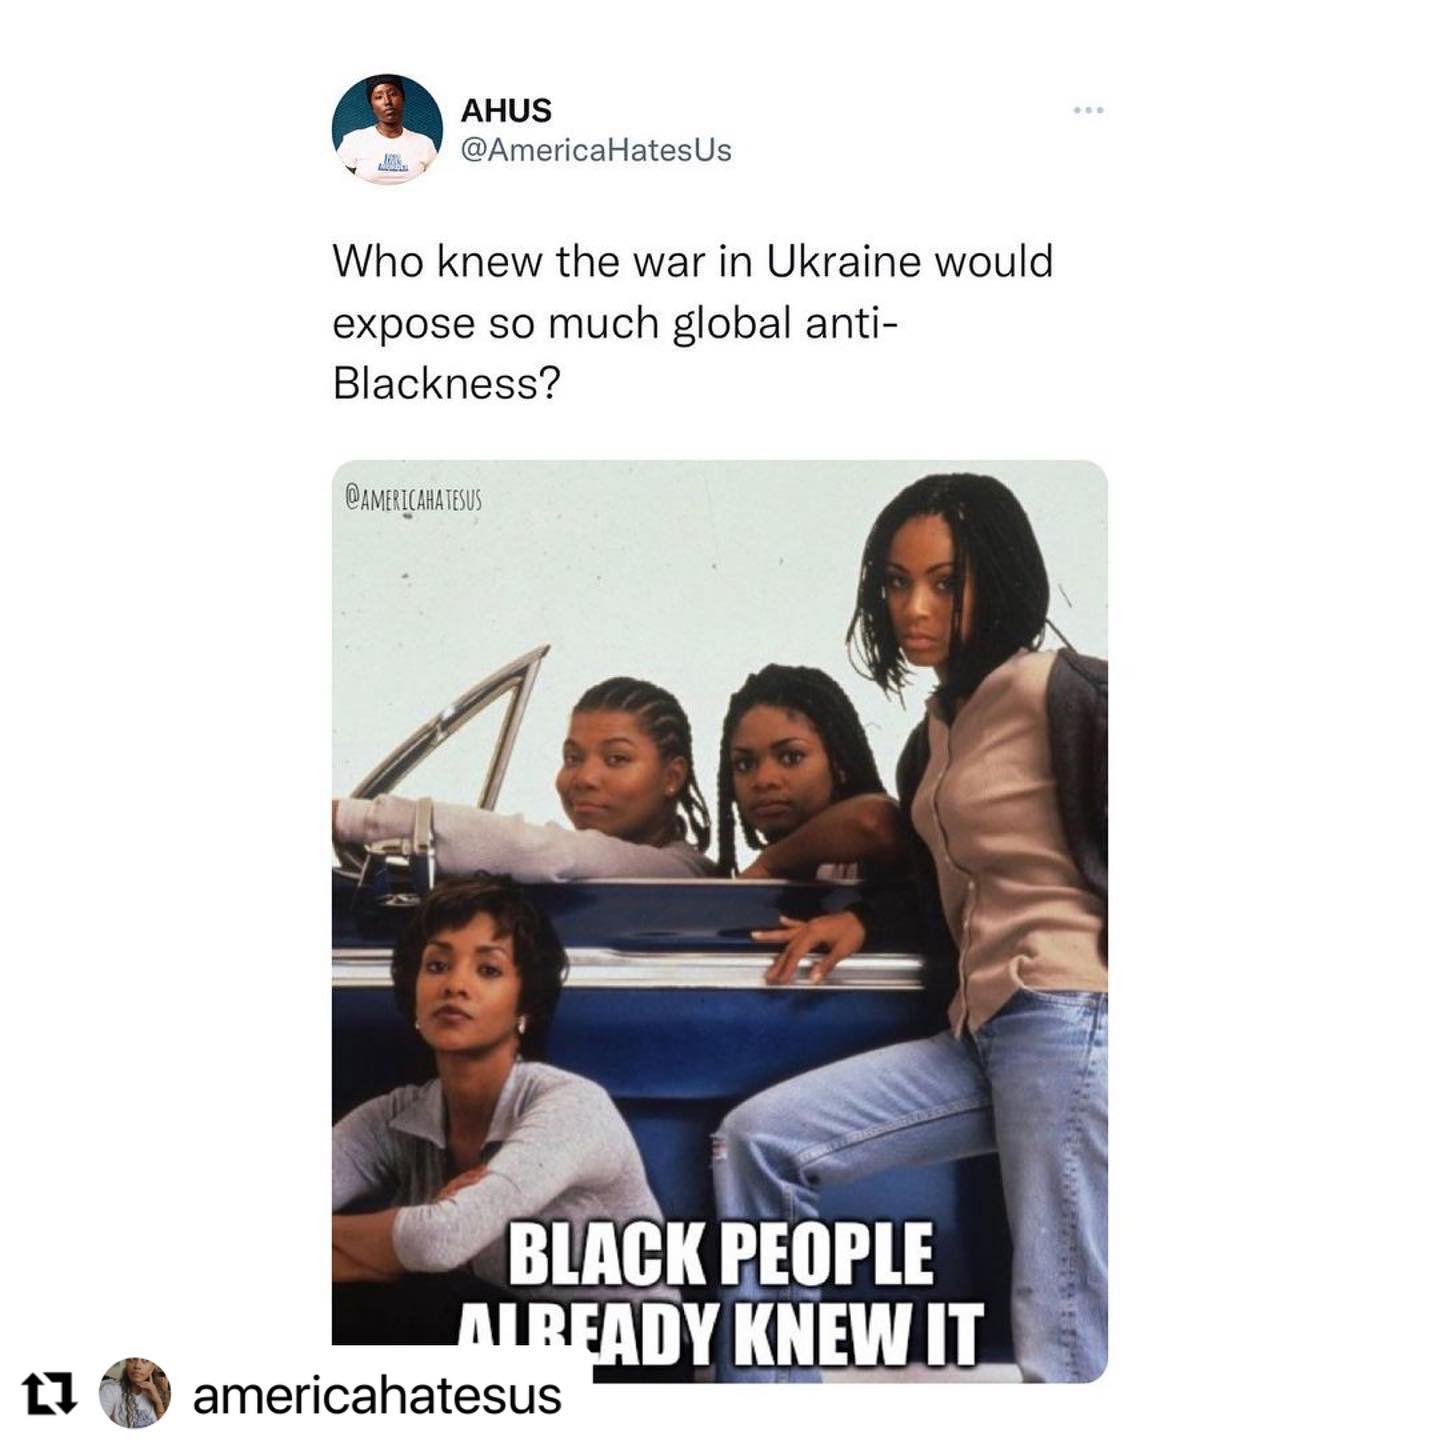 AHUS
@AmericaHatesUs
Who knew the war in Ukraine would
expose so much global anti-
Blackness?
@AMERICAHATESUS
BLACK PEOPLE
ALREADY KNEW IT
americahatesus